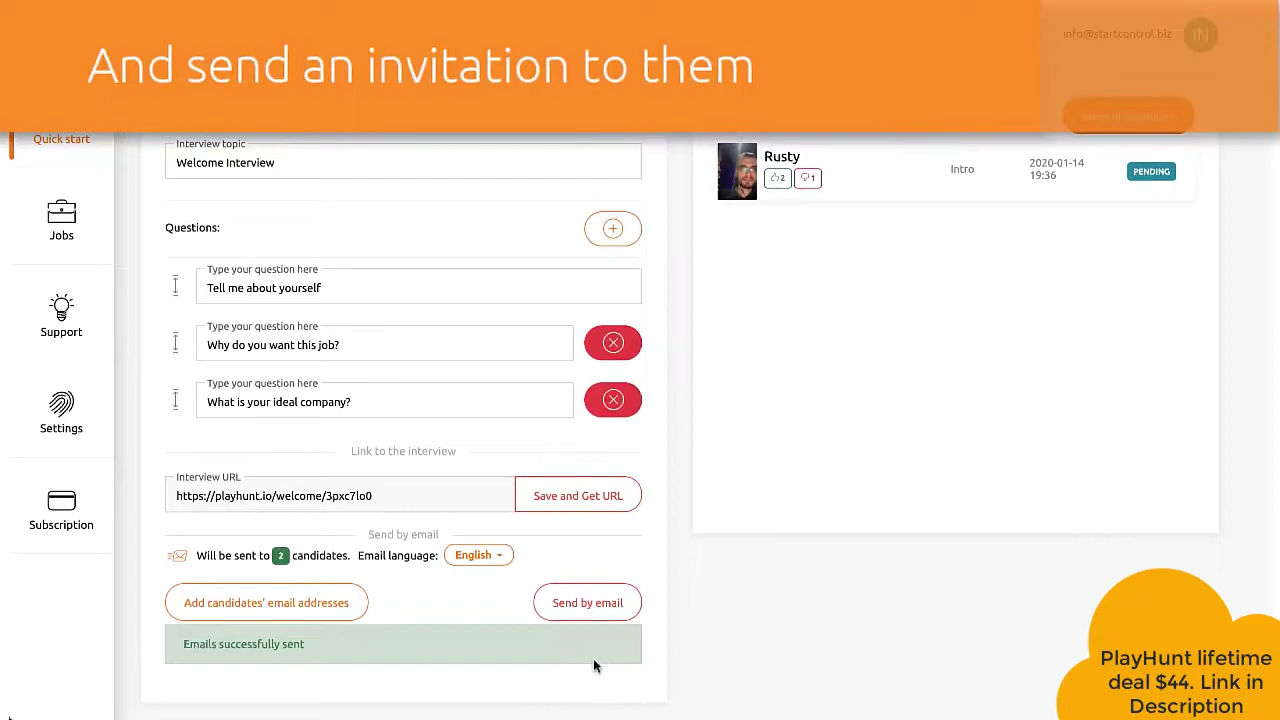 And send an invitation to them
info@startcontrol.biz
IN
Quick start
Jobs
Support
Settings
Subscription
Interview topic
Welcome Interview
Questions:
Type your question here
Tell me about yourself
Type your question here
Why do you want this job?
Type your question here
What is your ideal company?
Link to the interview
Interview URL
https://playhunt.io/welcome/3pxc7lo0
Save and Get URL
Send by email
Will be sent to 2 candidates. Email language: English
Add candidates' email addresses
Send by email
Emails successfully sent
Rusty
2 1
Intro
2020-01-14
19:36
PENDING
PlayHunt lifetime
deal $44. Link in
Description